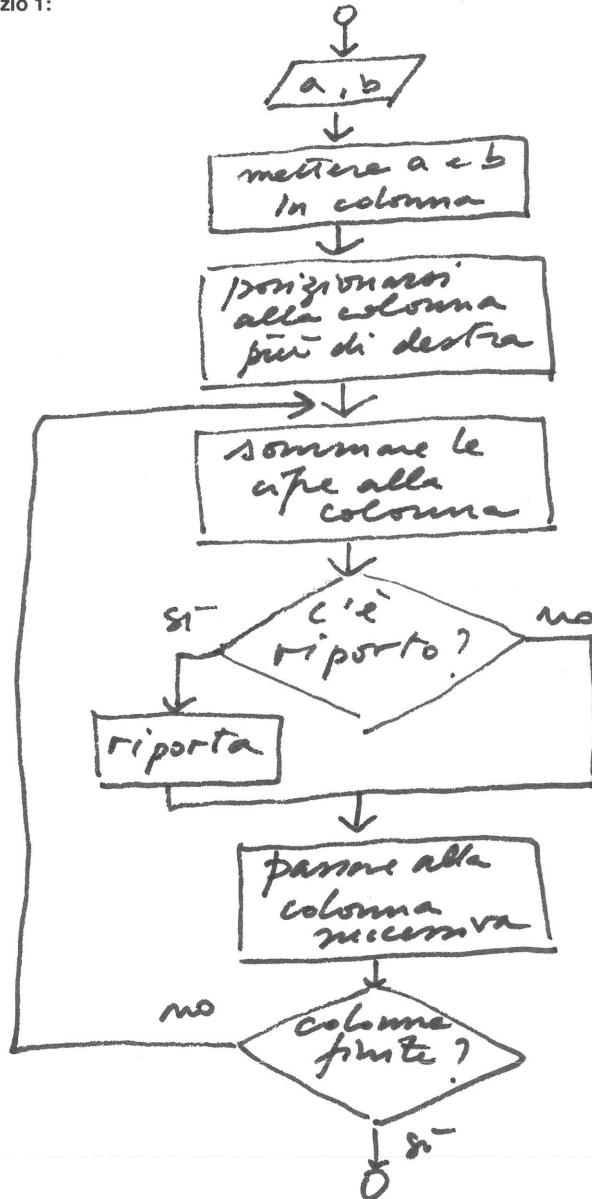 zio 1:
a, b
mettere a e b
in colonna
posizionarsi
alla colonna
più di destra
sommare le
cifre alla
colonna
c'è
riporto?
sì
no
riporta
passare alla
colonna
successiva
colonne
finite?
no
sì